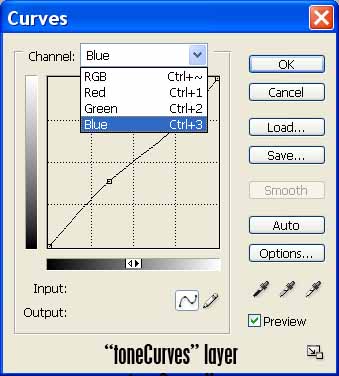 Curves
Channel: Blue
RGB Ctrl+~
Red Ctrl+1
Green Ctrl+2
Blue Ctrl+3
OK
Cancel
Load...
Save...
Smooth
Auto
Options...
Input:
Output:
Preview
“toneCurves” layer